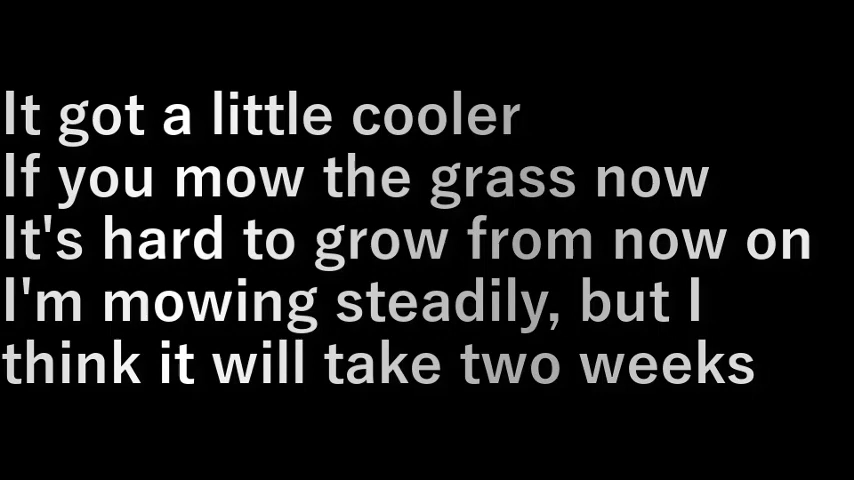 It got a little cooler
If you mow the grass now
It's hard to grow from now on
I'm mowing steadily, but I
think it will take two weeks